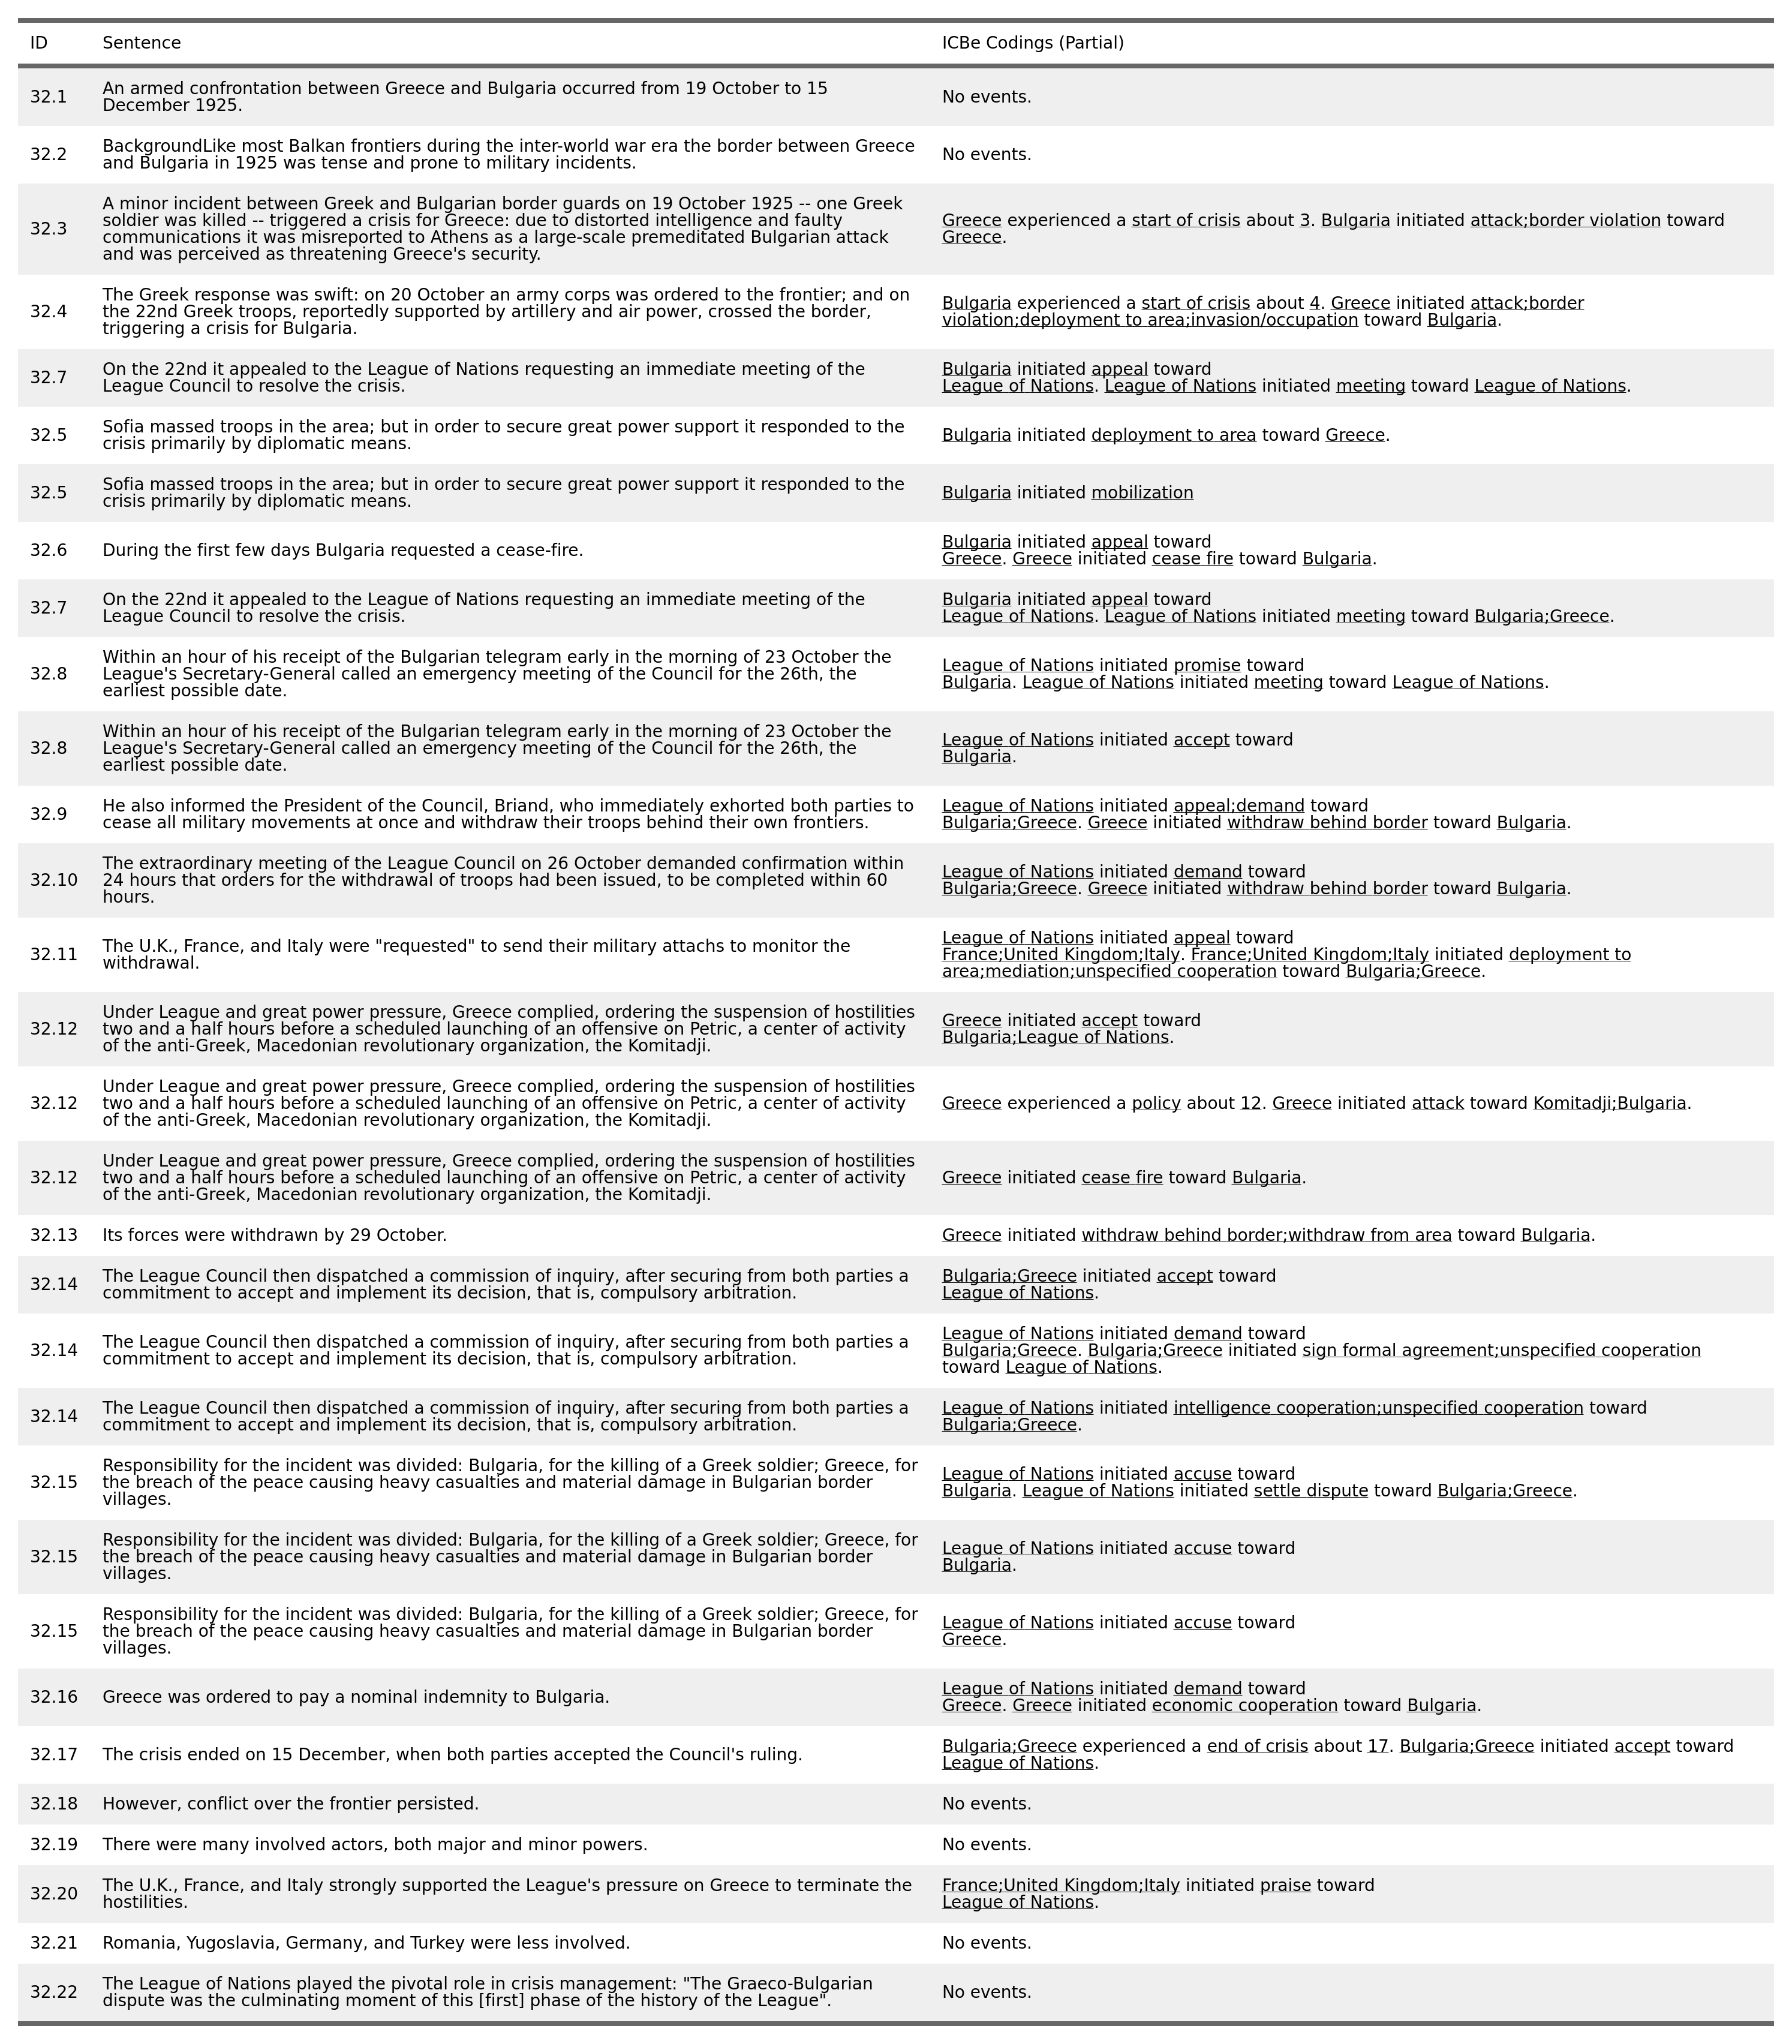 ID Sentence ICBe Codings (Partial)
32.1 An armed confrontation between Greece and Bulgaria occurred from 19 October to 15
December 1925.
No events.
32.2 BackgroundLike most Balkan frontiers during the inter-world war era the border between Greece
and Bulgaria in 1925 was tense and prone to military incidents.
No events.
32.3 A minor incident between Greek and Bulgarian border guards on 19 October 1925 -- one Greek
soldier was killed -- triggered a crisis for Greece: due to distorted intelligence and faulty
communications it was misreported to Athens as a large-scale premeditated Bulgarian attack
and was perceived as threatening Greece's security.
Greece experienced a start of crisis about 3. Bulgaria initiated attack;border violation toward
Greece.
32.4 The Greek response was swift: on 20 October an army corps was ordered to the frontier; and on
the 22nd Greek troops, reportedly supported by artillery and air power, crossed the border,
triggering a crisis for Bulgaria.
Bulgaria experienced a start of crisis about 4. Greece initiated attack;border
violation;deployment to area;invasion/occupation toward Bulgaria.
32.7 On the 22nd it appealed to the League of Nations requesting an immediate meeting of the
League Council to resolve the crisis.
Bulgaria initiated appeal toward
League of Nations. League of Nations initiated meeting toward League of Nations.
32.5 Sofia massed troops in the area; but in order to secure great power support it responded to the
crisis primarily by diplomatic means.
Bulgaria initiated deployment to area toward Greece.
32.5 Sofia massed troops in the area; but in order to secure great power support it responded to the
crisis primarily by diplomatic means.
Bulgaria initiated mobilization
32.6 During the first few days Bulgaria requested a cease-fire.
Bulgaria initiated appeal toward
Greece. Greece initiated cease fire toward Bulgaria.
32.7 On the 22nd it appealed to the League of Nations requesting an immediate meeting of the
League Council to resolve the crisis.
Bulgaria initiated appeal toward
League of Nations. League of Nations initiated meeting toward Bulgaria;Greece.
32.8 Within an hour of his receipt of the Bulgarian telegram early in the morning of 23 October the
League's Secretary-General called an emergency meeting of the Council for the 26th, the
earliest possible date.
League of Nations initiated promise toward
Bulgaria. League of Nations initiated meeting toward League of Nations.
32.8 Within an hour of his receipt of the Bulgarian telegram early in the morning of 23 October the
League's Secretary-General called an emergency meeting of the Council for the 26th, the
earliest possible date.
League of Nations initiated accept toward
Bulgaria.
32.9 He also informed the President of the Council, Briand, who immediately exhorted both parties to
cease all military movements at once and withdraw their troops behind their own frontiers.
League of Nations initiated appeal;demand toward
Bulgaria;Greece. Greece initiated withdraw behind border toward Bulgaria.
32.10 The extraordinary meeting of the League Council on 26 October demanded confirmation within
24 hours that orders for the withdrawal of troops had been issued, to be completed within 60
hours.
League of Nations initiated demand toward
Bulgaria;Greece. Greece initiated withdraw behind border toward Bulgaria.
32.11 The U.K., France, and Italy were "requested" to send their military attachs to monitor the
withdrawal.
League of Nations initiated appeal toward
France;United Kingdom;Italy. France;United Kingdom;Italy initiated deployment to
area;mediation;unspecified cooperation toward Bulgaria;Greece.
32.12 Under League and great power pressure, Greece complied, ordering the suspension of hostilities
two and a half hours before a scheduled launching of an offensive on Petric, a center of activity
of the anti-Greek, Macedonian revolutionary organization, the Komitadji.
Greece initiated accept toward
Bulgaria;League of Nations.
32.12 Under League and great power pressure, Greece complied, ordering the suspension of hostilities
two and a half hours before a scheduled launching of an offensive on Petric, a center of activity
of the anti-Greek, Macedonian revolutionary organization, the Komitadji.
Greece experienced a policy about 12. Greece initiated attack toward Komitadji;Bulgaria.
32.12 Under League and great power pressure, Greece complied, ordering the suspension of hostilities
two and a half hours before a scheduled launching of an offensive on Petric, a center of activity
of the anti-Greek, Macedonian revolutionary organization, the Komitadji.
Greece initiated cease fire toward Bulgaria.
32.13 Its forces were withdrawn by 29 October.
Greece initiated withdraw behind border;withdraw from area toward Bulgaria.
32.14 The League Council then dispatched a commission of inquiry, after securing from both parties a
commitment to accept and implement its decision, that is, compulsory arbitration.
Bulgaria;Greece initiated accept toward
League of Nations.
32.14 The League Council then dispatched a commission of inquiry, after securing from both parties a
commitment to accept and implement its decision, that is, compulsory arbitration.
League of Nations initiated demand toward
Bulgaria;Greece. Bulgaria;Greece initiated sign formal agreement;unspecified cooperation
toward League of Nations.
32.14 The League Council then dispatched a commission of inquiry, after securing from both parties a
commitment to accept and implement its decision, that is, compulsory arbitration.
League of Nations initiated intelligence cooperation;unspecified cooperation toward
Bulgaria;Greece.
32.15 Responsibility for the incident was divided: Bulgaria, for the killing of a Greek soldier; Greece, for
the breach of the peace causing heavy casualties and material damage in Bulgarian border
villages.
League of Nations initiated accuse toward
Bulgaria. League of Nations initiated settle dispute toward Bulgaria;Greece.
32.15 Responsibility for the incident was divided: Bulgaria, for the killing of a Greek soldier; Greece, for
the breach of the peace causing heavy casualties and material damage in Bulgarian border
villages.
League of Nations initiated accuse toward
Bulgaria.
32.15 Responsibility for the incident was divided: Bulgaria, for the killing of a Greek soldier; Greece, for
the breach of the peace causing heavy casualties and material damage in Bulgarian border
villages.
League of Nations initiated accuse toward
Greece.
32.16 Greece was ordered to pay a nominal indemnity to Bulgaria.
League of Nations initiated demand toward
Greece. Greece initiated economic cooperation toward Bulgaria.
32.17 The crisis ended on 15 December, when both parties accepted the Council's ruling.
Bulgaria;Greece experienced a end of crisis about 17. Bulgaria;Greece initiated accept toward
League of Nations.
32.18 However, conflict over the frontier persisted.
No events.
32.19 There were many involved actors, both major and minor powers.
No events.
32.20 The U.K., France, and Italy strongly supported the League's pressure on Greece to terminate the
hostilities.
France;United Kingdom;Italy initiated praise toward
League of Nations.
32.21 Romania, Yugoslavia, Germany, and Turkey were less involved.
No events.
32.22 The League of Nations played the pivotal role in crisis management: "The Graeco-Bulgarian
dispute was the culminating moment of this [first] phase of the history of the League".
No events.